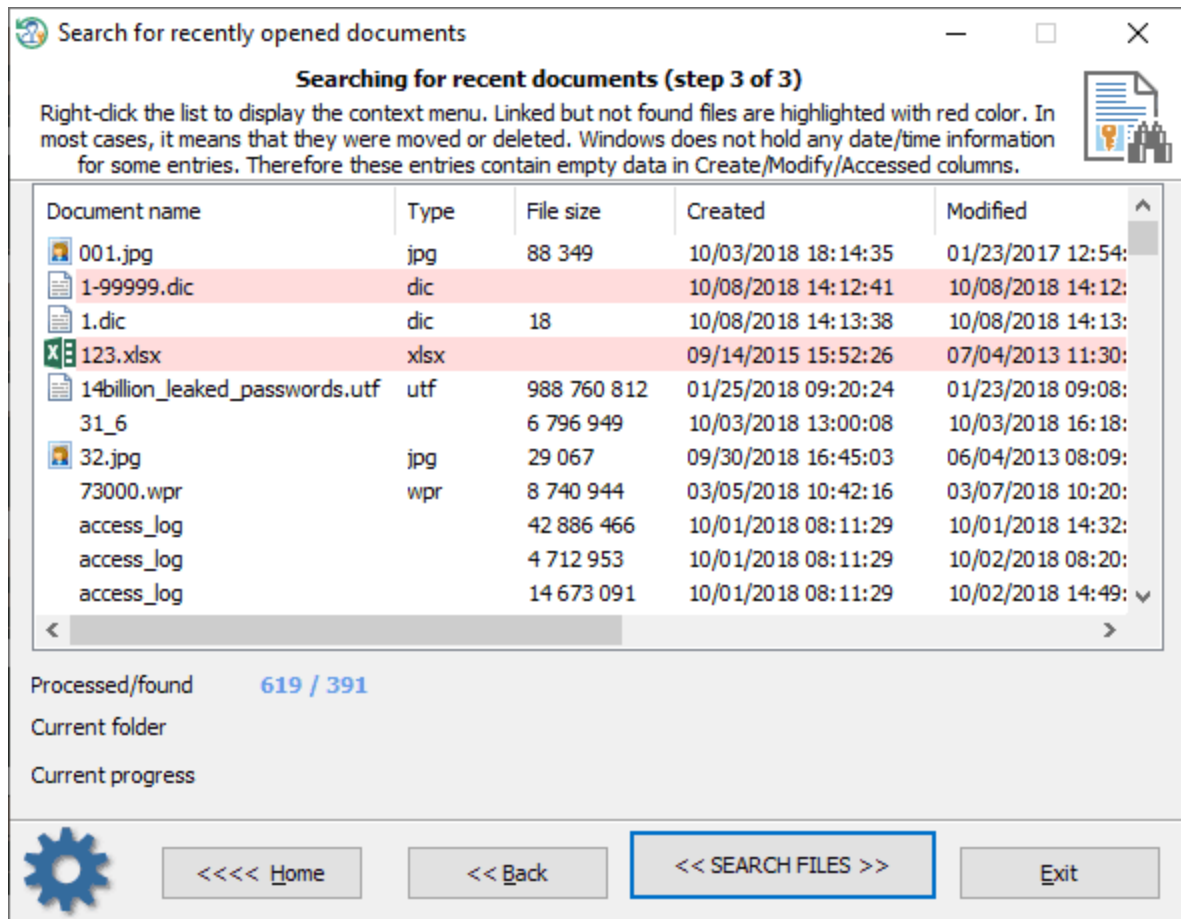 Search for recently opened documents
Searching for recent documents (step 3 of 3)
Right-click the list to display the context menu. Linked but not found files are highlighted with red color. In
most cases, it means that they were moved or deleted. Windows does not hold any date/time information
for some entries. Therefore these entries contain empty data in Create/Modify/Accessed columns.
Document name Type File size Created Modified
001.jpg jpg 88 349 10/03/2018 18:14:35 01/23/2017 12:54:
1-99999.dic dic 10/08/2018 14:12:41 10/08/2018 14:12:
1.dic dic 18 10/08/2018 14:13:38 10/08/2018 14:13:
123.xlsx xlsx 09/14/2015 15:52:26 07/04/2013 11:30:
14billion_leaked_passwords.utf utf 988 760 812 01/25/2018 09:20:24 01/23/2018 09:08:
31_6 6 796 949 10/03/2018 13:00:08 10/03/2018 16:18:
32.jpg jpg 29 067 09/30/2018 16:45:03 06/04/2013 08:09:
73000.wpr wpr 8 740 944 03/05/2018 10:42:16 03/07/2018 10:20:
access_log 42 886 466 10/01/2018 08:11:29 10/01/2018 14:32:
access_log 4 712 953 10/01/2018 08:11:29 10/02/2018 08:20:
access_log 14 673 091 10/01/2018 08:11:29 10/02/2018 14:49:
Processed/found 619 / 391
Current folder
Current progress
<<<< Home << Back << SEARCH FILES >> Exit